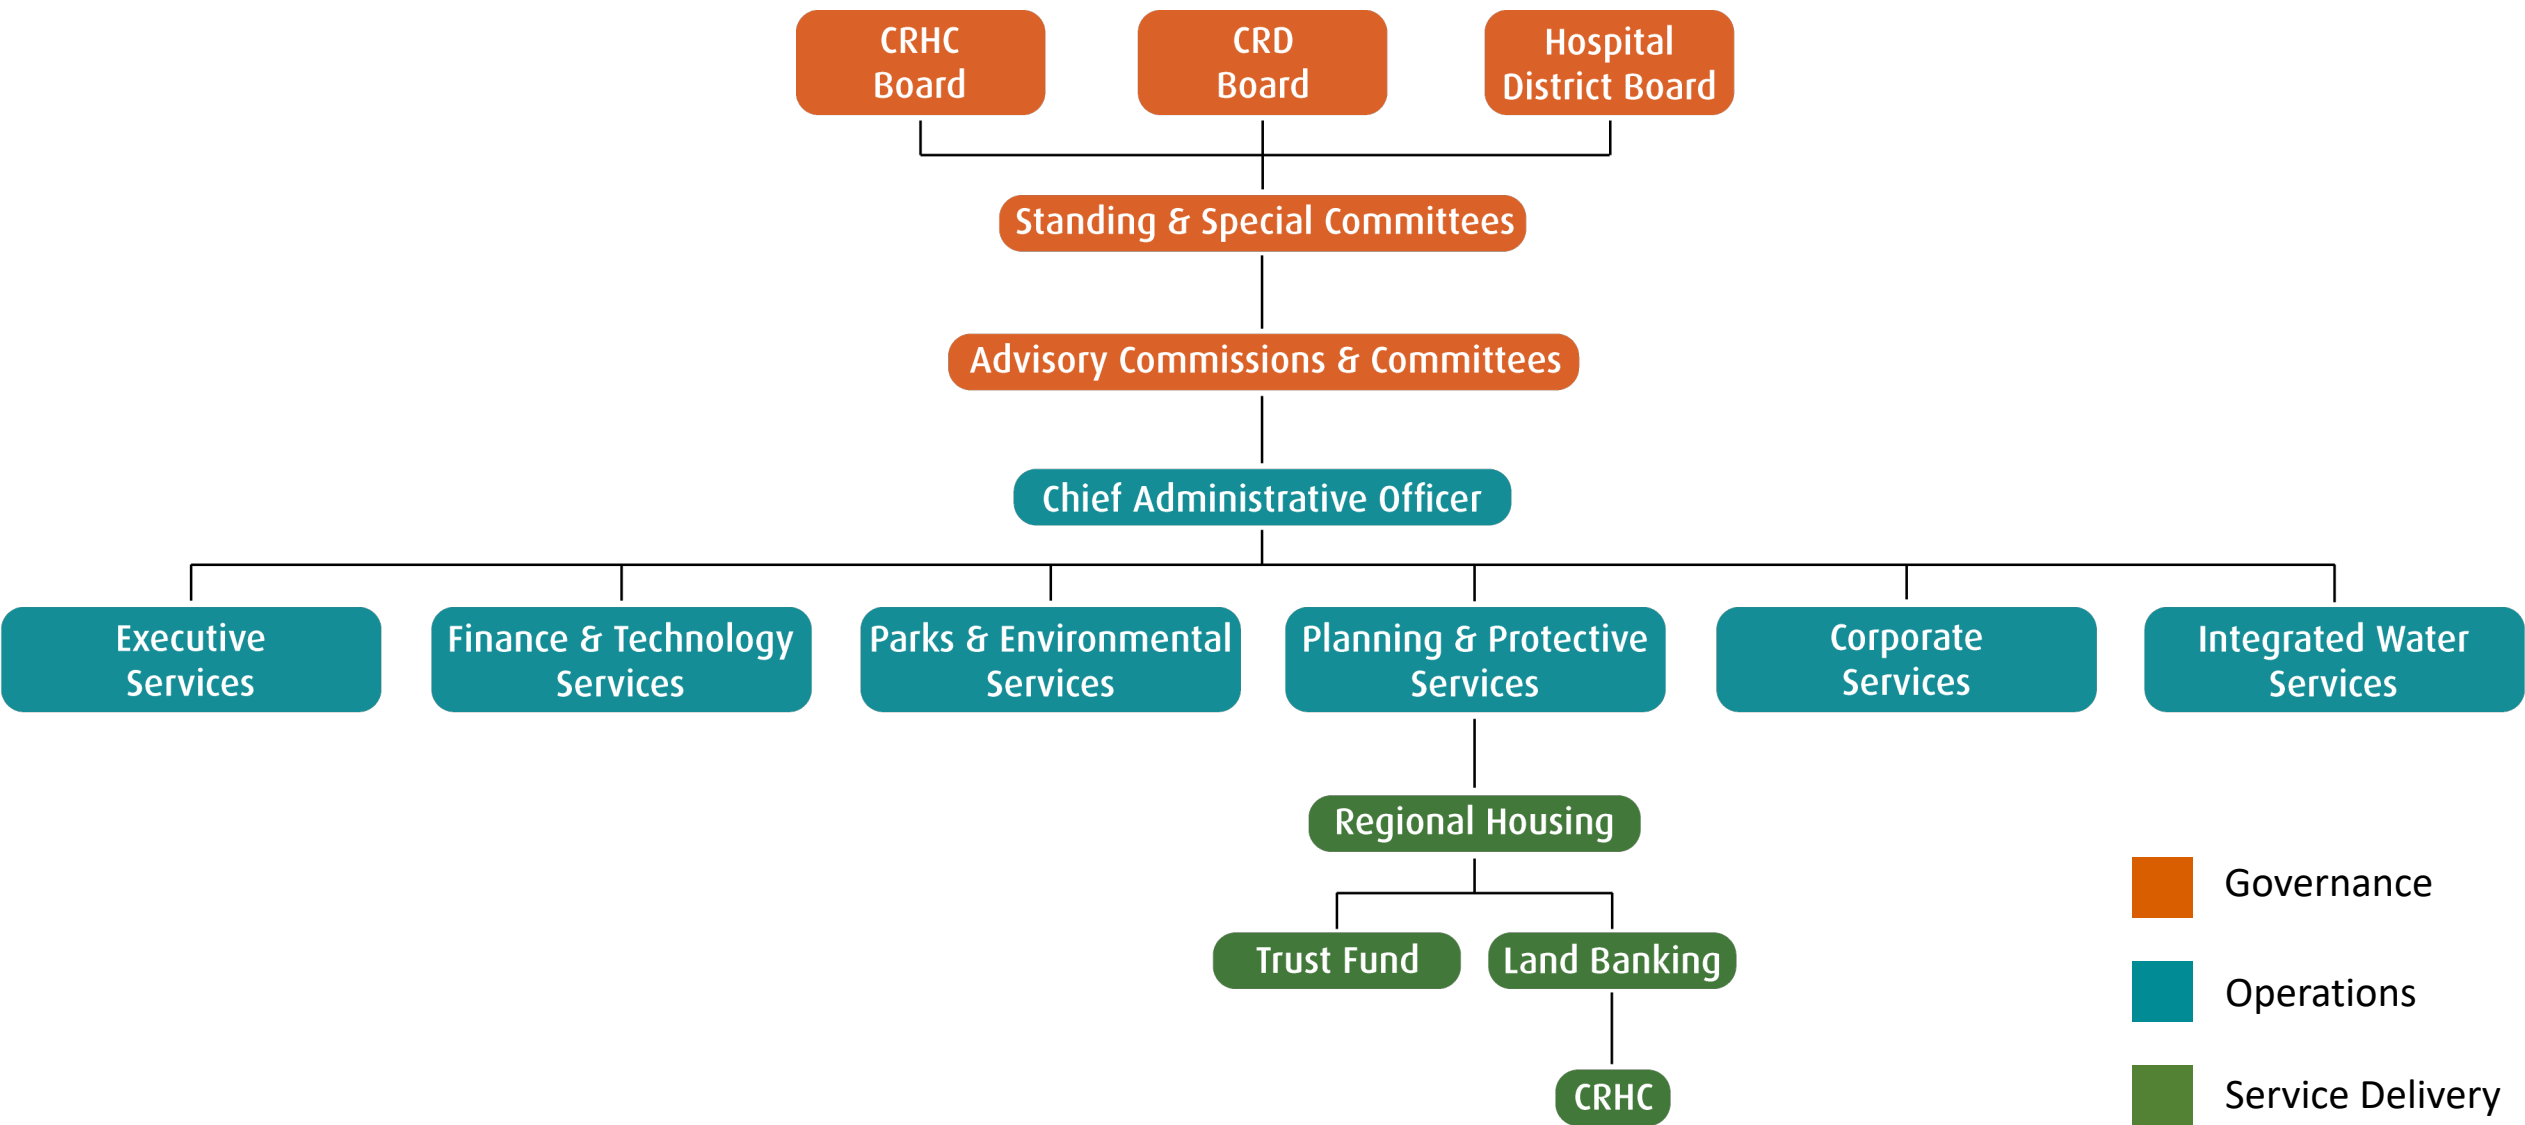 CRHC
Board
CRD
Board
Hospital
District Board
Standing & Special Committees
Advisory Commissions & Committees
Chief Administrative Officer
Executive
Services
Finance & Technology
Services
Parks & Environmental
Services
Planning & Protective
Services
Corporate
Services
Integrated Water
Services
Regional Housing
Trust Fund
Land Banking
CRHC
Governance
Operations
Service Delivery